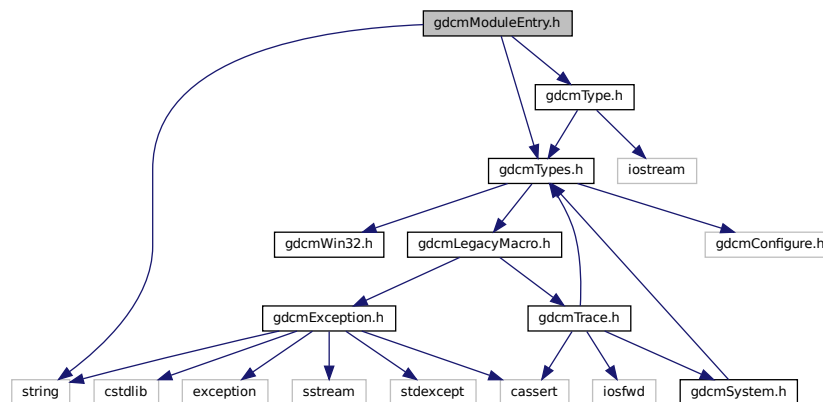 gdcmModuleEntry.h
gdcmType.h
gdcmTypes.h
iostream
gdcmWin32.h
gdcmLegacyMacro.h
gdcmConfigure.h
gdcmException.h
gdcmTrace.h
string
cstdlib
exception
sstream
stdexcept
cassert
iosfwd
gdcmSystem.h